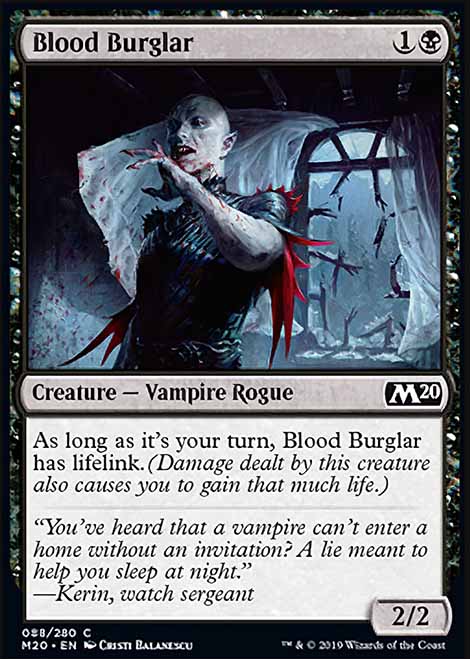 Blood Burglar 1
Creature — Vampire Rogue M20
As long as it's your turn, Blood Burglar
has lifelink.(Damage dealt by this creature
also causes you to gain that much life.)
“You've heard that a vampire can't enter a
home without an invitation? A lie meant to
help you sleep at night.”
—Kerin, watch sergeant
2/2
088/280 C
M20 • EN Cristi Balanescu
™ & © 2019 Wizards of the Coast